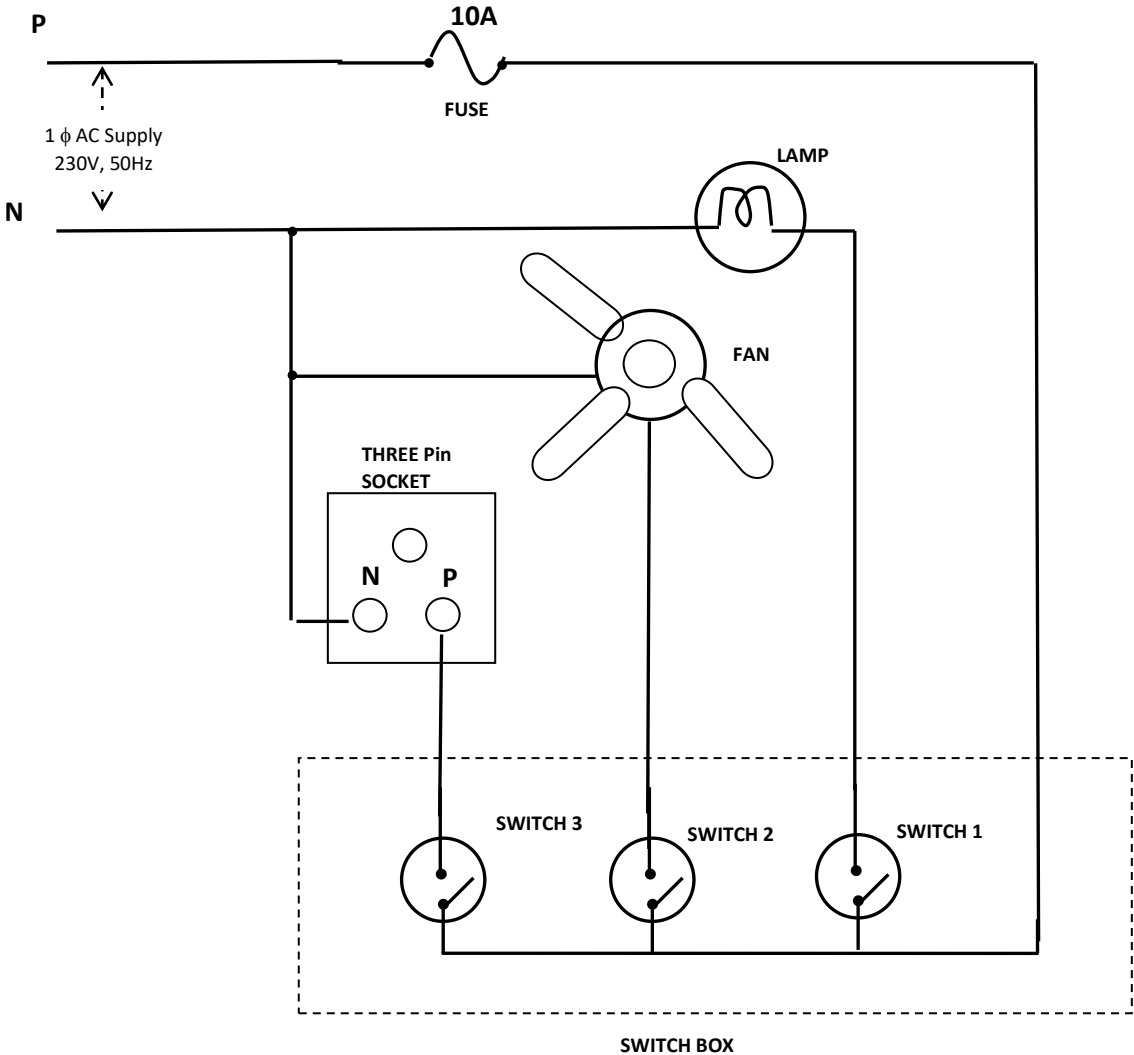 P
10A
FUSE
1 ϕ AC Supply
230V, 50Hz
LAMP
N
FAN
THREE Pin
SOCKET
N P
SWITCH 3
SWITCH 2
SWITCH 1
SWITCH BOX